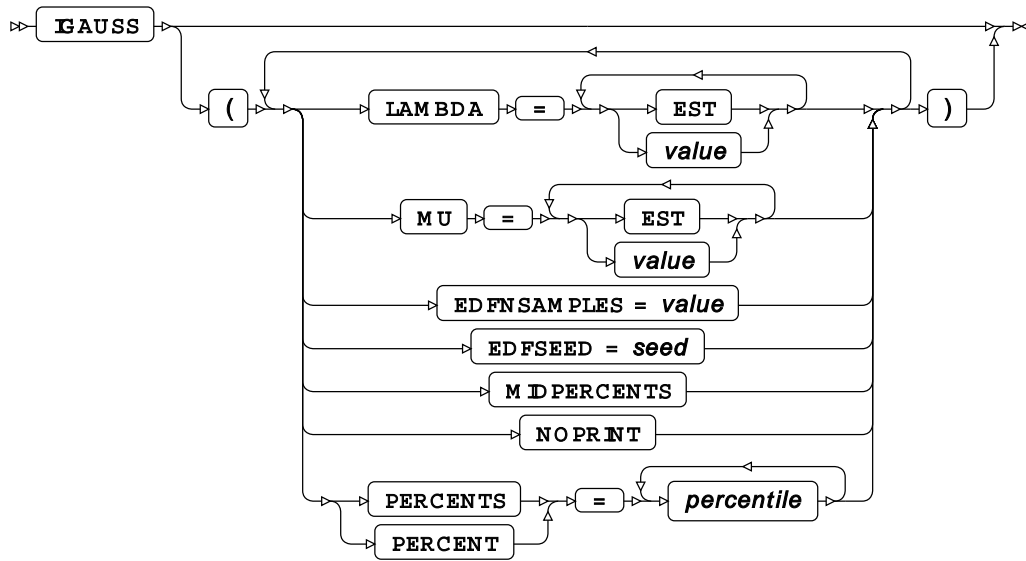 IGAUSS
( LAMBDA = EST )
value
MU = EST
value
EDFNSAMPLES = value
EDFSEED = seed
MIDPERCENTS
NOPRINT
PERCENTS = percentile
PERCENT